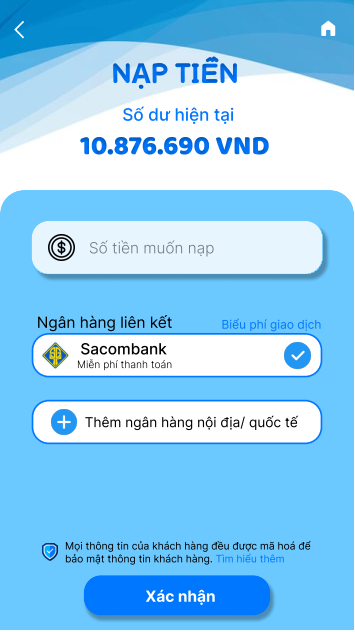 NẠP TIỀN
Số dư hiện tại
10.876.690 VND
Số tiền muốn nạp
Ngân hàng liên kết
Biểu phí giao dịch
Sacombank
Miễn phí thanh toán
Thêm ngân hàng nội địa/ quốc tế
Mọi thông tin của khách hàng đều được mã hoá để
bảo mật thông tin khách hàng. Tìm hiểu thêm
Xác nhận